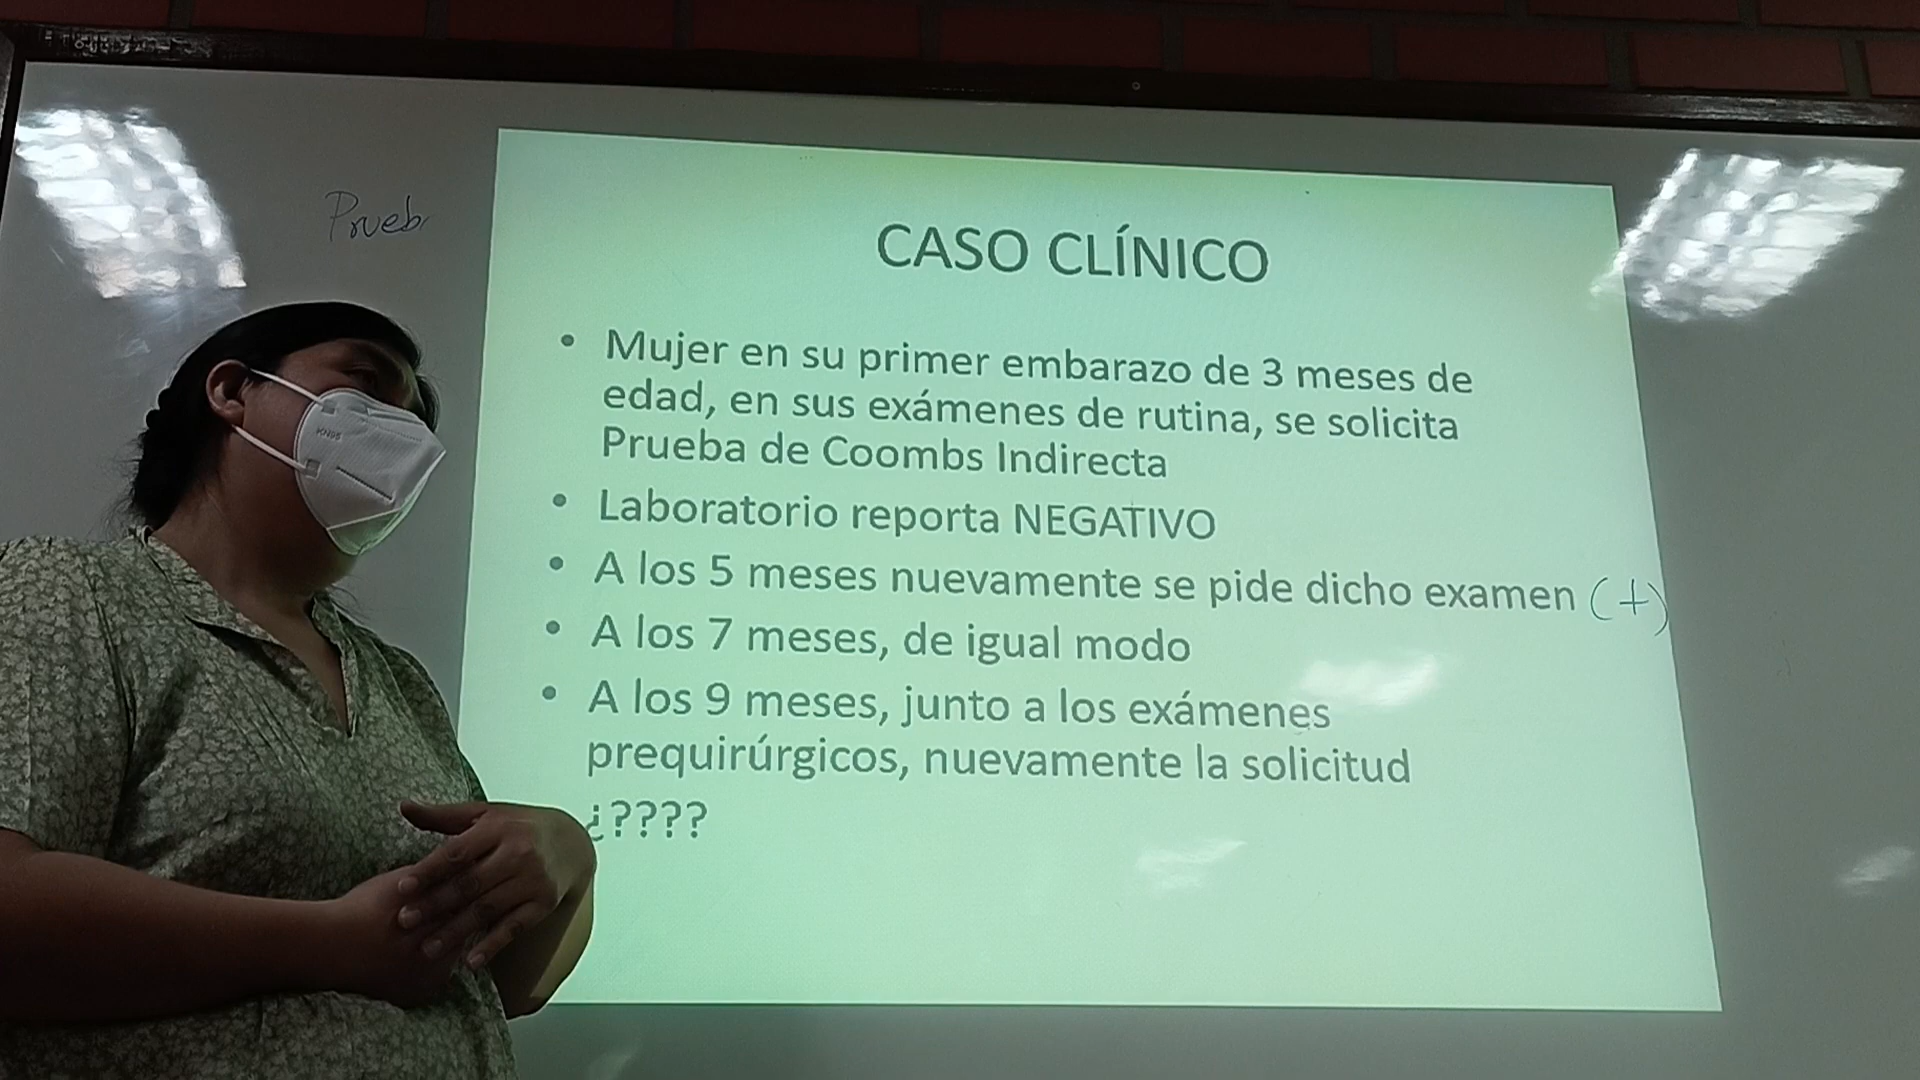 Prueb
CASO CLÍNICO
• Mujer en su primer embarazo de 3 meses de
edad, en sus exámenes de rutina, se solicita
Prueba de Coombs Indirecta
• Laboratorio reporta NEGATIVO
• A los 5 meses nuevamente se pide dicho examen (+)
• A los 7 meses, de igual modo
• A los 9 meses, junto a los exámenes
prequirúrgicos, nuevamente la solicitud
¿????
KN95